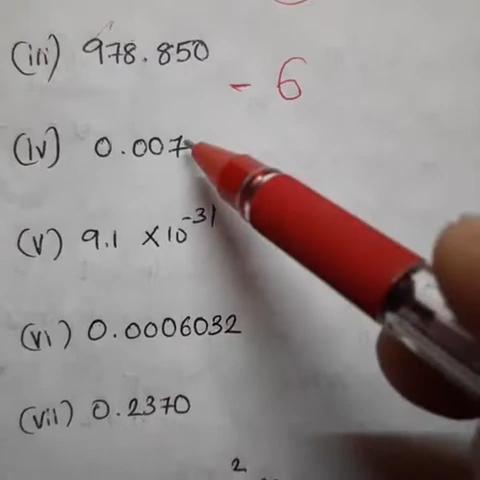 (iii) 978.850
- 6
(iv) 0.007
(v) 9.1 ×10⁻³¹
(vi) 0.0006032
(vii) 0.2370
2